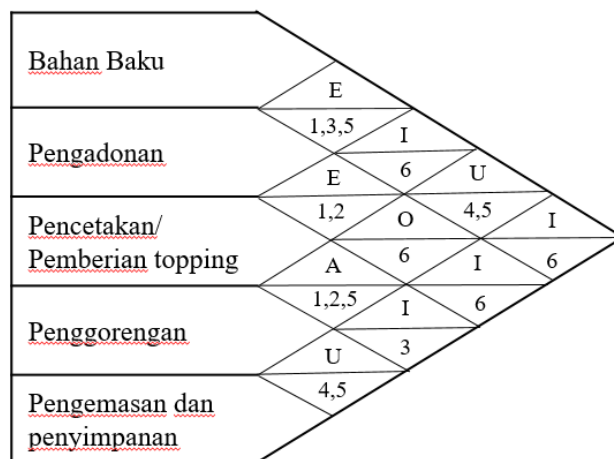 Bahan Baku
E
1,3,5
I
Pengadonan
6
U
E
1,2
4,5
Pencetakan/
O
I
Pemberian topping
6
6
A
I
1,2,5
6
I
Penggorengan
3
U
4,5
Pengemasan dan
penyimpanan